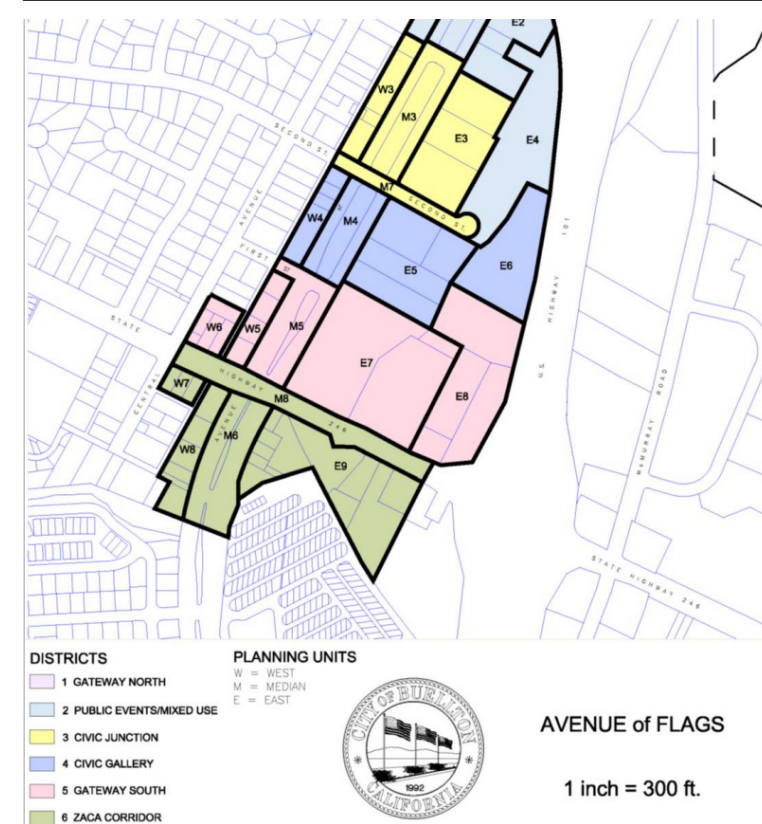 E2
W3
M3
E3
E4
SECOND ST.
M7
SECOND ST.
AVENUE
W4
M4
FIRST
ST
E5
E6
U.S. HIGHWAY 101
STATE
W6
W5
M5
E7
E8
CENTRAL
W7
HIGHWAY
246
M8
AVENUE
M6
W8
E9
McMURRAY ROAD
STATE HIGHWAY 246
DISTRICTS
1 GATEWAY NORTH
2 PUBLIC EVENTS/MIXED USE
3 CIVIC JUNCTION
4 CIVIC GALLERY
5 GATEWAY SOUTH
6 ZACA CORRIDOR
PLANNING UNITS
W = WEST
M = MEDIAN
E = EAST
CITY OF BUELLTON
1992
CALIFORNIA
AVENUE of FLAGS
1 inch = 300 ft.